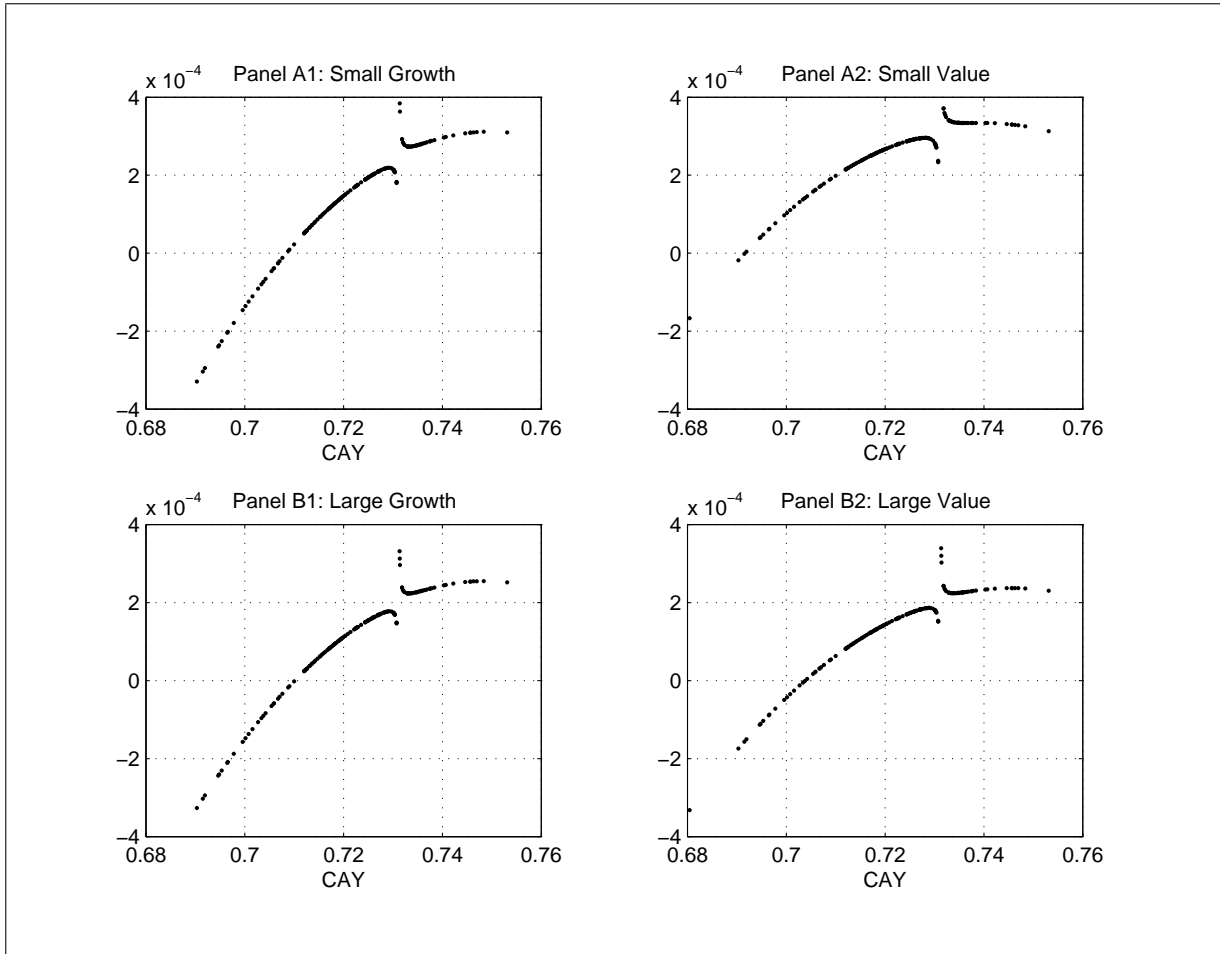 Panel A1: Small Growth
x 10−4
4
2
0
−2
−4
0.68 0.7 0.72 0.74 0.76
CAY
Panel A2: Small Value
x 10−4
4
2
0
−2
−4
0.68 0.7 0.72 0.74 0.76
CAY
Panel B1: Large Growth
x 10−4
4
2
0
−2
−4
0.68 0.7 0.72 0.74 0.76
CAY
Panel B2: Large Value
x 10−4
4
2
0
−2
−4
0.68 0.7 0.72 0.74 0.76
CAY